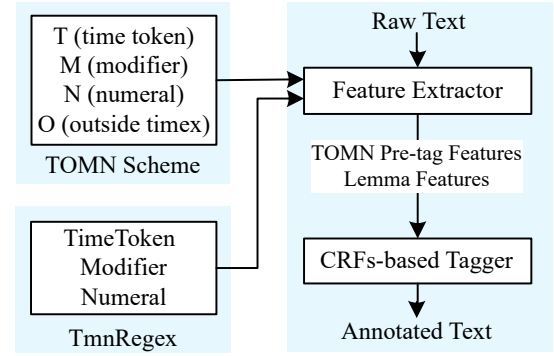 T (time token)
M (modifier)
N (numeral)
O (outside timex)
TOMN Scheme
TimeToken
Modifier
Numeral
TmnRegex
Raw Text
Feature Extractor
TOMN Pre-tag Features
Lemma Features
CRFs-based Tagger
Annotated Text